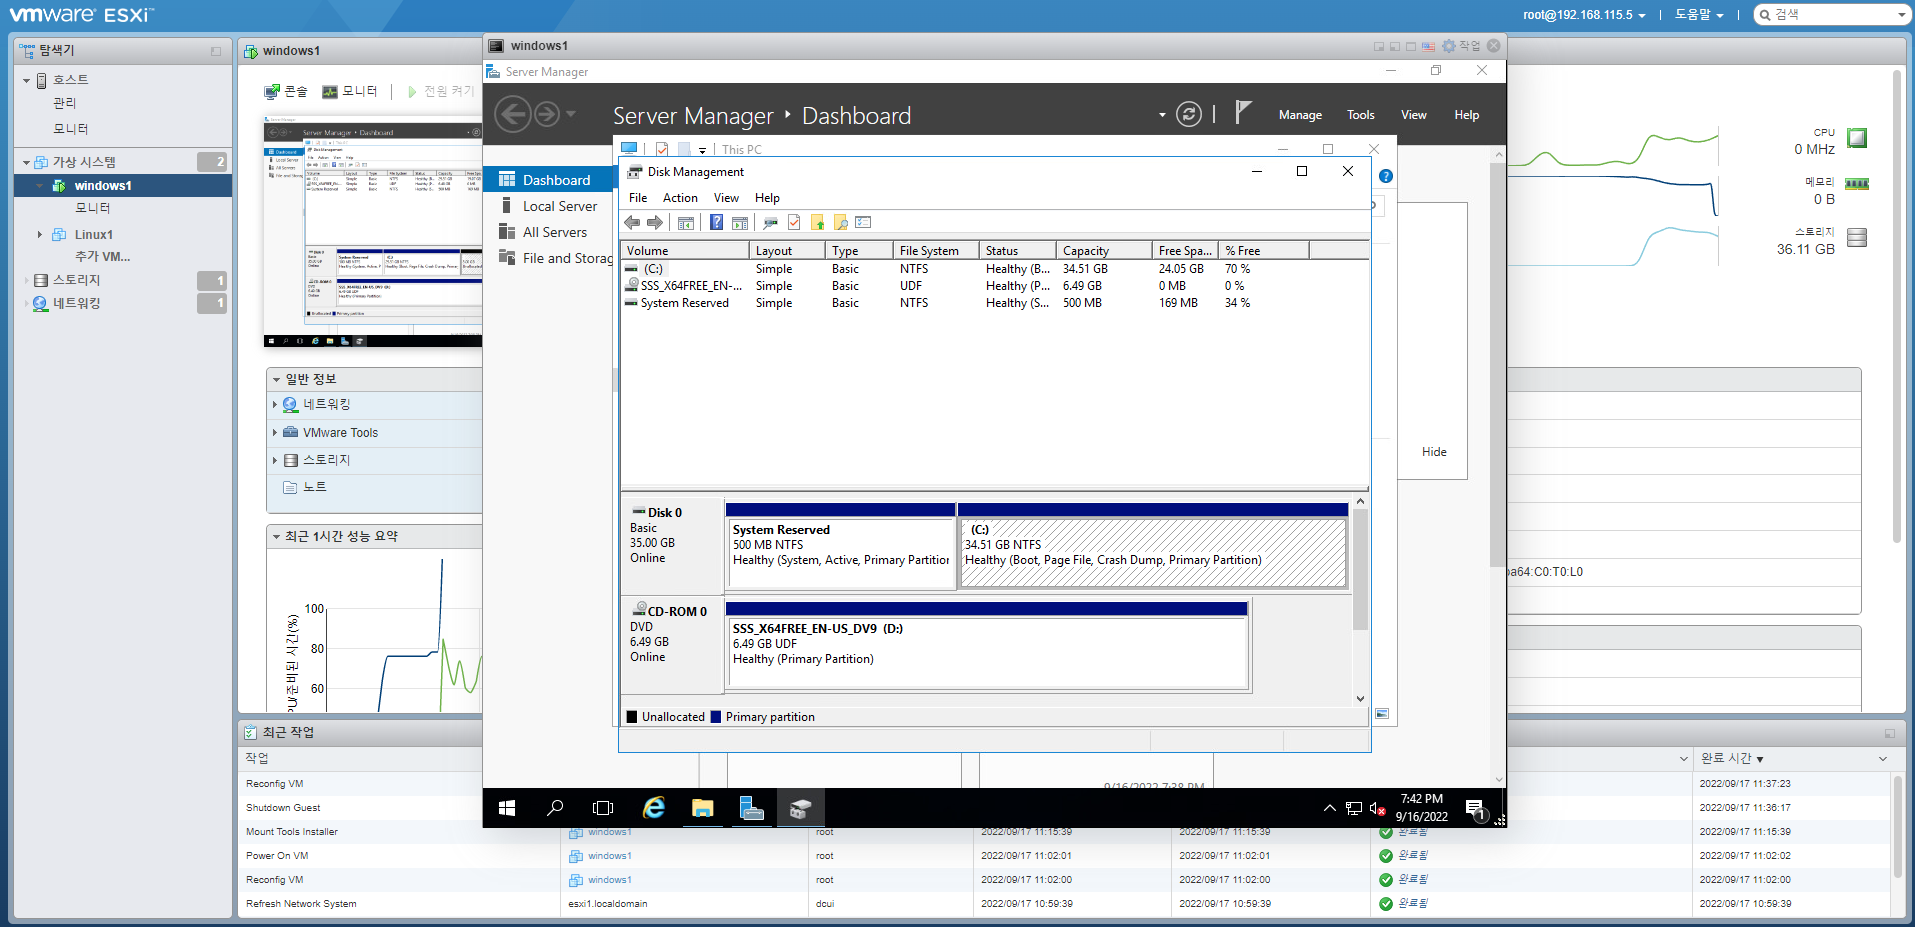 vmware ESXi™
root@192.168.115.5
도움말
검색
탐색기
호스트
관리
모니터
가상 시스템 2
windows1
모니터
Linux1
추가 VM...
스토리지 1
네트워킹 1
windows1
콘솔
모니터
전원 켜기
일반 정보
네트워킹
VMware Tools
스토리지
노트
최근 1시간 성능 요약
100
80
60
windows1
작업
Server Manager
Server Manager ‣ Dashboard
Manage Tools View Help
Dashboard
Local Server
All Servers
File and Storag
This PC
Disk Management
File Action View Help
Volume Layout Type File System Status Capacity Free Spa... % Free
(C:) Simple Basic NTFS Healthy (B... 34.51 GB 24.05 GB 70 %
SSS_X64FREE_EN-... Simple Basic UDF Healthy (P... 6.49 GB 0 MB 0 %
System Reserved Simple Basic NTFS Healthy (S... 500 MB 169 MB 34 %
Disk 0
Basic
35.00 GB
Online
System Reserved
500 MB NTFS
Healthy (System, Active, Primary Partition
(C:)
34.51 GB NTFS
Healthy (Boot, Page File, Crash Dump, Primary Partition)
CD-ROM 0
DVD
6.49 GB
Online
SSS_X64FREE_EN-US_DV9 (D:)
6.49 GB UDF
Healthy (Primary Partition)
Unallocated Primary partition
Hide
9/16/2022 7:38 PM
7:42 PM
9/16/2022
1
CPU
0 MHz
메모리
0 B
스토리지
36.11 GB
ba64:C0:T0:L0
최근 작업
작업 완료 시간 ▼
Reconfig VM 2022/09/17 11:37:23
Shutdown Guest 2022/09/17 11:36:17
Mount Tools Installer windows1 root 2022/09/17 11:15:39 2022/09/17 11:15:39 완료됨 2022/09/17 11:15:39
Power On VM windows1 root 2022/09/17 11:02:01 2022/09/17 11:02:01 완료됨 2022/09/17 11:02:02
Reconfig VM windows1 root 2022/09/17 11:02:00 2022/09/17 11:02:00 완료됨 2022/09/17 11:02:00
Refresh Network System esxi1.localdomain dcui 2022/09/17 10:59:39 2022/09/17 10:59:39 완료됨 2022/09/17 10:59:39